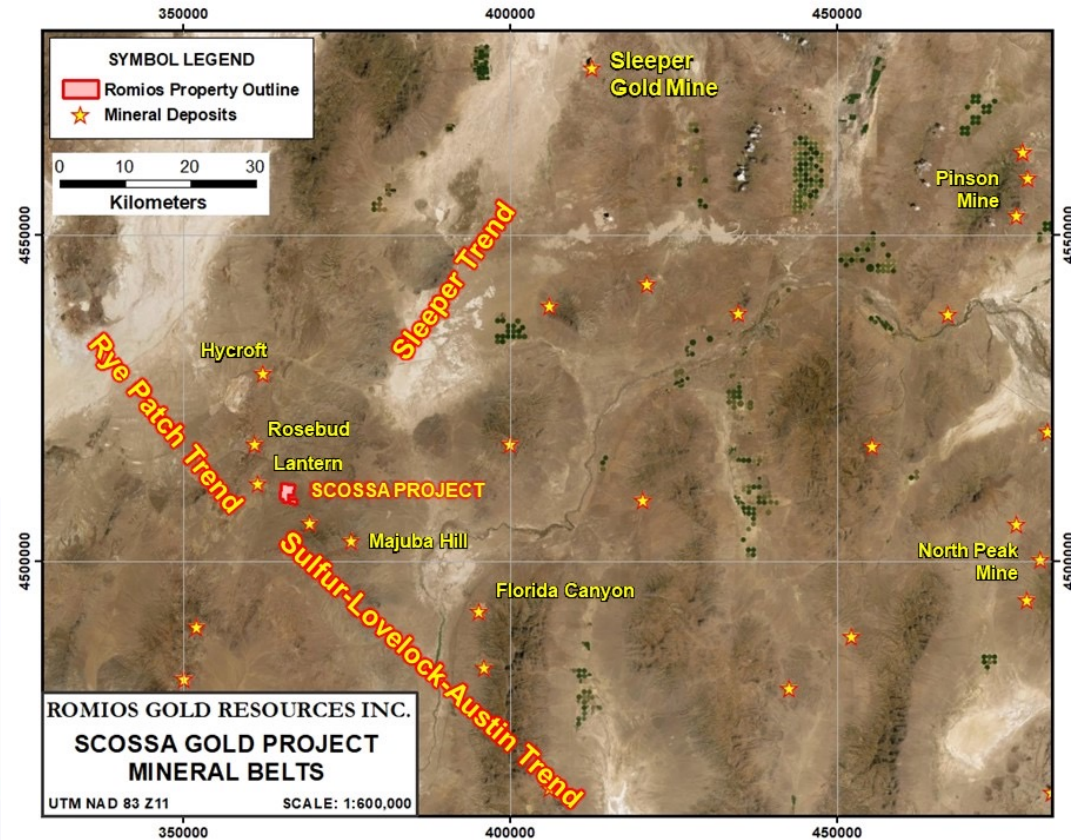 350000
400000
450000
SYMBOL LEGEND
Romios Property Outline
Mineral Deposits
0 10 20 30
Kilometers
Sleeper
Gold Mine
Pinson
Mine
4550000
4550000
Sleeper Trend
Rye Patch Trend
Hycroft
Rosebud
Lantern
SCOSSA PROJECT
Majuba Hill
Sulfur-Lovelock-Austin Trend
Florida Canyon
North Peak
Mine
4500000
4500000
ROMIOS GOLD RESOURCES INC.
SCOSSA GOLD PROJECT
MINERAL BELTS
UTM NAD 83 Z11 SCALE: 1:600,000
350000
400000
450000